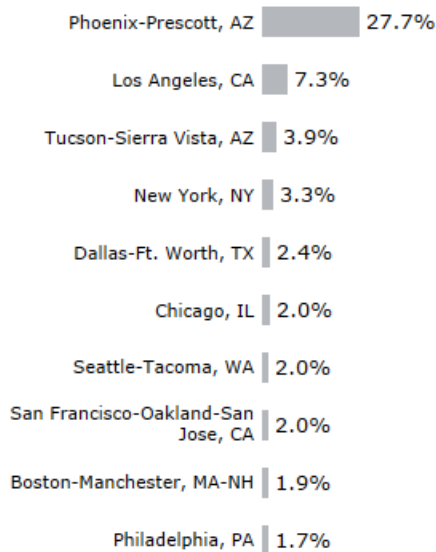 Phoenix-Prescott, AZ 27.7%
Los Angeles, CA 7.3%
Tucson-Sierra Vista, AZ 3.9%
New York, NY 3.3%
Dallas-Ft. Worth, TX 2.4%
Chicago, IL 2.0%
Seattle-Tacoma, WA 2.0%
San Francisco-Oakland-San
Jose, CA 2.0%
Boston-Manchester, MA-NH 1.9%
Philadelphia, PA 1.7%